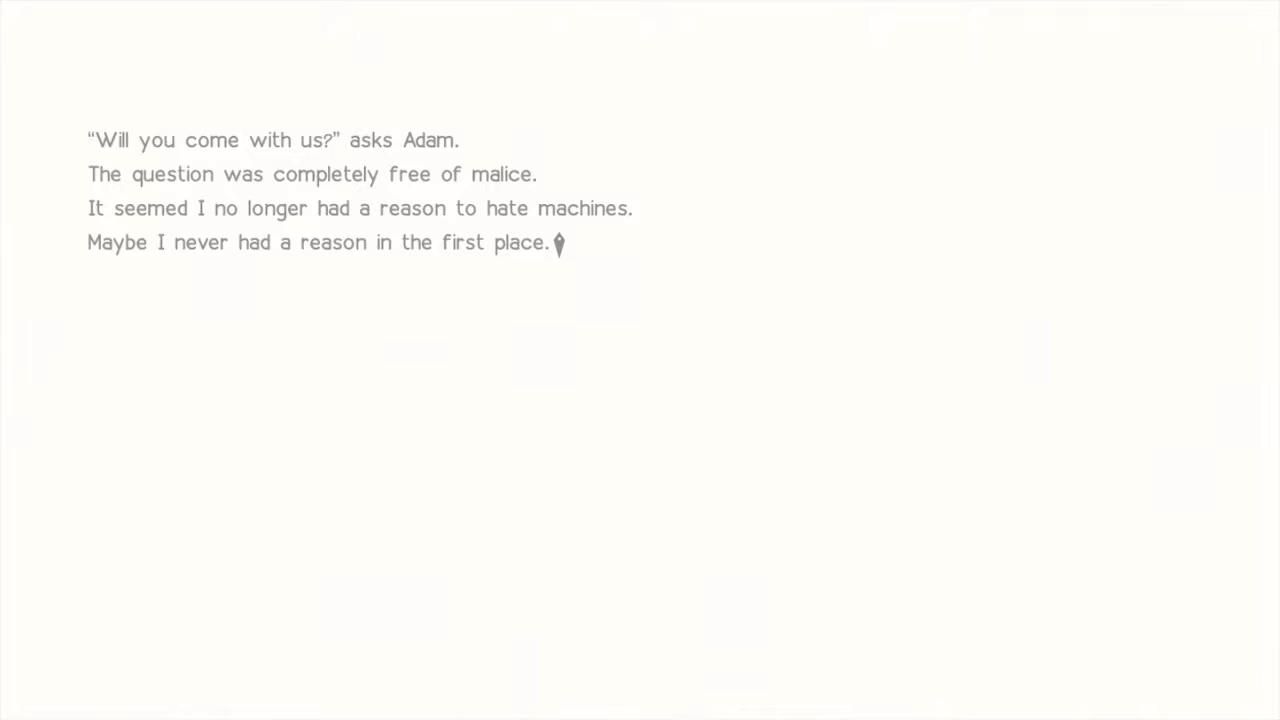 “Will you come with us?” asks Adam.
The question was completely free of malice.
It seemed I no longer had a reason to hate machines.
Maybe I never had a reason in the first place.